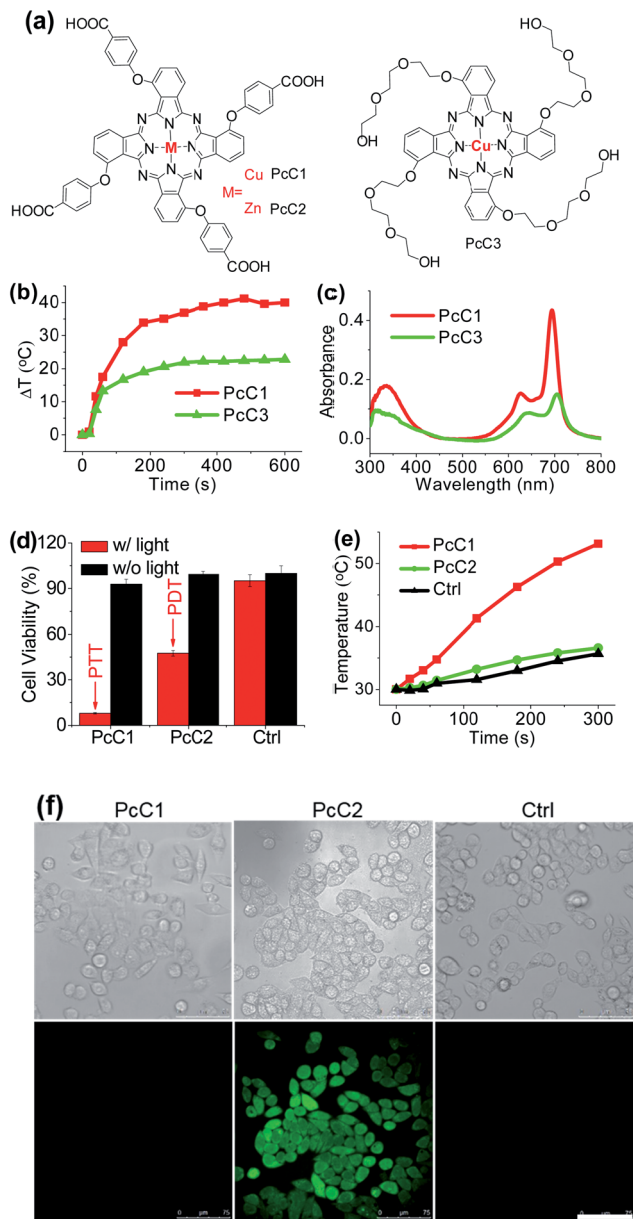 (a)
HOOC
O
COOH
O
N
N
N
N
M
N
N
N
N
O
O
HOOC
COOH
Cu PcC1
M=
Zn PcC2
HO
O
O
O
HO
O
O
O
N
N
N
N
Cu
N
N
N
N
OH
O
O
O
HO
O
O
O
OH
PcC3
(b)
ΔT (°C)
40
30
20
10
0
PcC1
PcC3
0 200 400 600
Time (s)
(c)
Absorbance
0.4
0.2
0.0
PcC1
PcC3
300 400 500 600 700 800
Wavelength (nm)
(d)
Cell Viability (%)
120
90
60
30
0
w/ light
w/o light
PTT
PDT
PcC1 PcC2 Ctrl
(e)
Temperature (°C)
50
40
30
PcC1
PcC2
Ctrl
0 100 200 300
Time (s)
(f)
PcC1 PcC2 Ctrl
0 µm 75
0 µm 75
0 µm 75